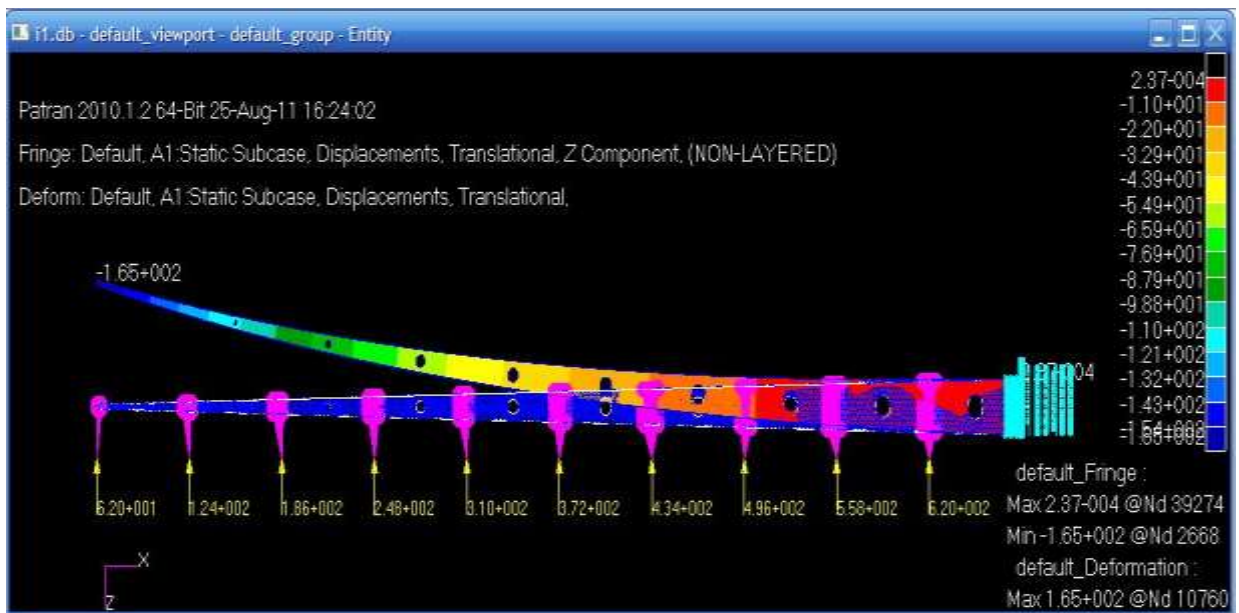 i1.db - default_viewport - default_group - Entity
Patran 2010.1.2 64-Bit 25-Aug-11 16:24:02
Fringe: Default, A1:Static Subcase, Displacements, Translational, Z Component, (NON-LAYERED)
Deform: Default, A1:Static Subcase, Displacements, Translational,
2.37-004
-1.10+001
-2.20+001
-3.29+001
-4.39+001
-5.49+001
-6.59+001
-7.69+001
-8.79+001
-9.88+001
-1.10+002
-1.21+002
-1.32+002
-1.43+002
-1.54+002
-1.65+002
-1.65+002
6.20+001 1.24+002 1.86+002 2.48+002 3.10+002 3.72+002 4.34+002 4.96+002 5.58+002 6.20+002
default_Fringe :
Max 2.37-004 @Nd 39274
Min -1.65+002 @Nd 2668
default_Deformation :
Max 1.65+002 @Nd 10760
X
Z